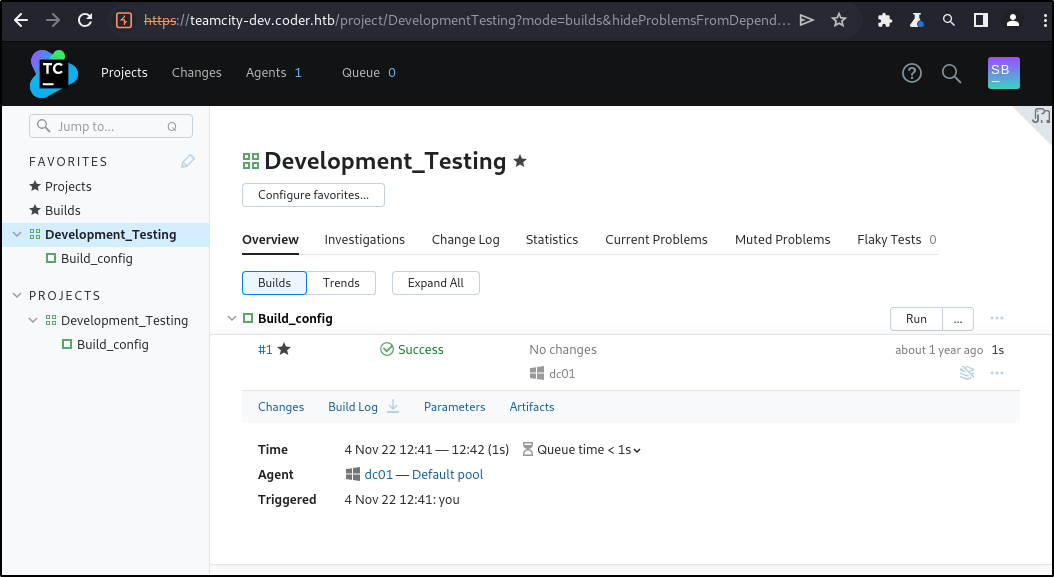 https://teamcity-dev.coder.htb/project/DevelopmentTesting?mode=builds&hideProblemsFromDepend...
TC
Projects Changes Agents 1 Queue 0 SB
Jump to... Q
FAVORITES
Projects
Builds
Development_Testing
Build_config
PROJECTS
Development_Testing
Build_config
Development_Testing
Configure favorites...
Overview Investigations Change Log Statistics Current Problems Muted Problems Flaky Tests 0
Builds Trends Expand All
Build_config Run ... ...
#1 Success No changes about 1 year ago 1s
dc01 ...
Changes Build Log Parameters Artifacts
Time 4 Nov 22 12:41 — 12:42 (1s) Queue time < 1s
Agent dc01 — Default pool
Triggered 4 Nov 22 12:41: you